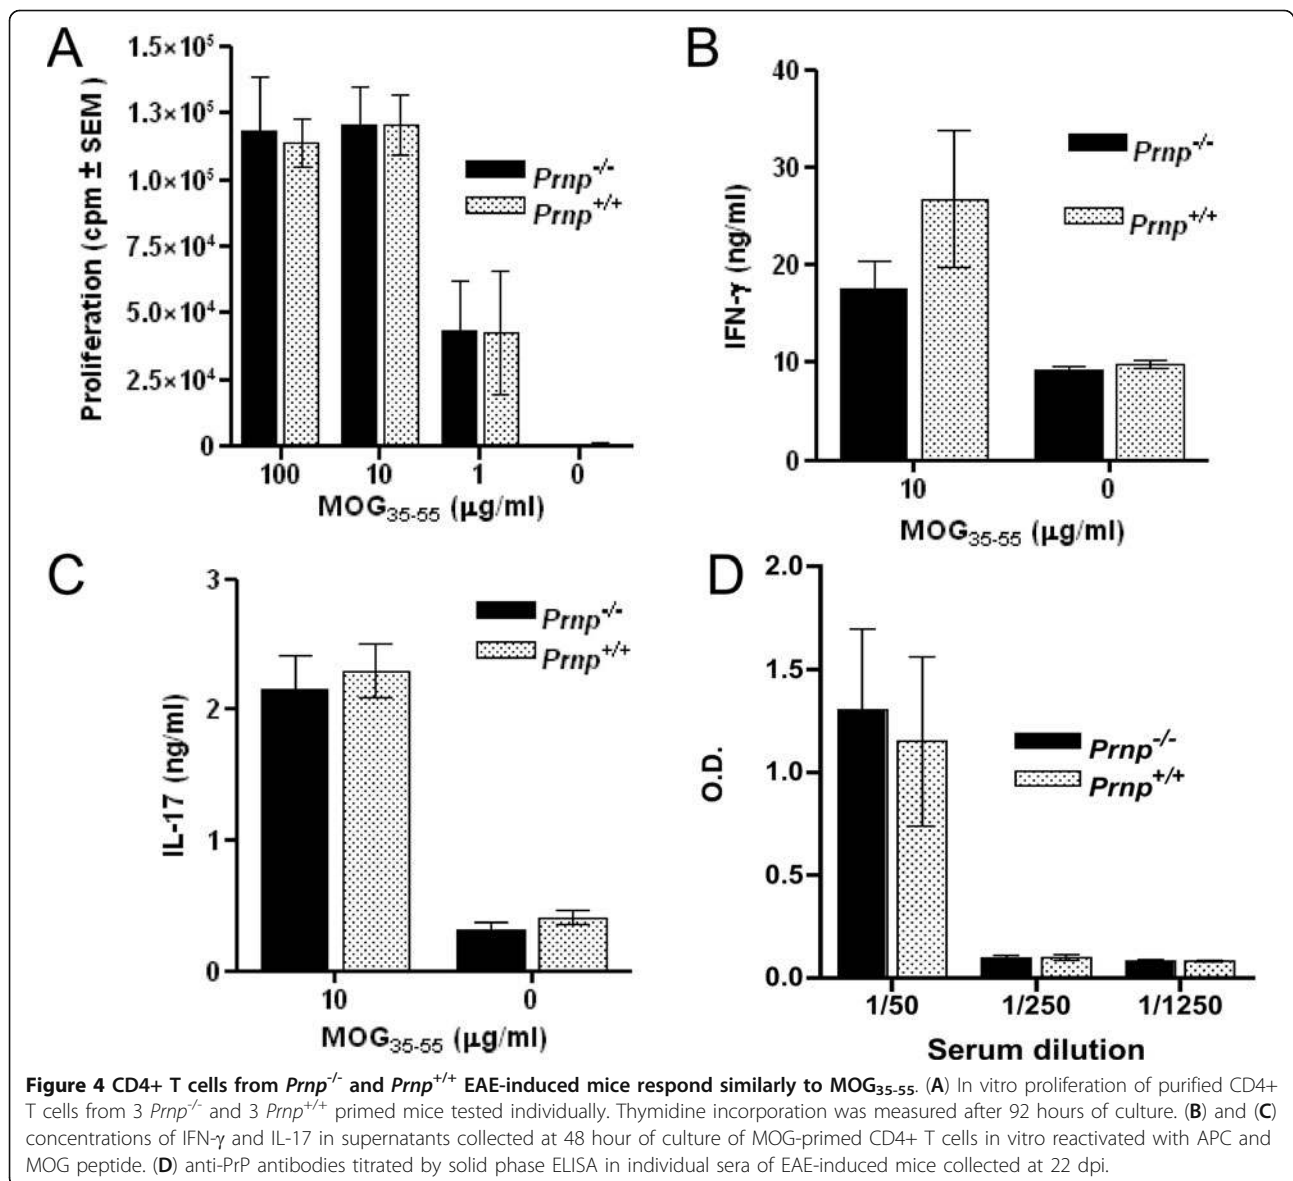 A
Proliferation (cpm ± SEM )
1.5×10⁵
1.3×10⁵
1.0×10⁵
7.5×10⁴
5.0×10⁴
2.5×10⁴
0
Prnp⁻/⁻
Prnp⁺/⁺
100 10 1 0
MOG₃₅₋₅₅ (µg/ml)
B
IFN-γ (ng/ml)
40
30
20
10
0
Prnp⁻/⁻
Prnp⁺/⁺
10 0
MOG₃₅₋₅₅ (µg/ml)
C
IL-17 (ng/ml)
3
2
1
0
Prnp⁻/⁻
Prnp⁺/⁺
10 0
MOG₃₅₋₅₅ (µg/ml)
D
O.D.
2.0
1.5
1.0
0.5
0.0
Prnp⁻/⁻
Prnp⁺/⁺
1/50 1/250 1/1250
Serum dilution
Figure 4 CD4+ T cells from Prnp⁻/⁻ and Prnp⁺/⁺ EAE-induced mice respond similarly to MOG₃₅₋₅₅. (A) In vitro proliferation of purified CD4+
T cells from 3 Prnp⁻/⁻ and 3 Prnp⁺/⁺ primed mice tested individually. Thymidine incorporation was measured after 92 hours of culture. (B) and (C)
concentrations of IFN-γ and IL-17 in supernatants collected at 48 hour of culture of MOG-primed CD4+ T cells in vitro reactivated with APC and
MOG peptide. (D) anti-PrP antibodies titrated by solid phase ELISA in individual sera of EAE-induced mice collected at 22 dpi.